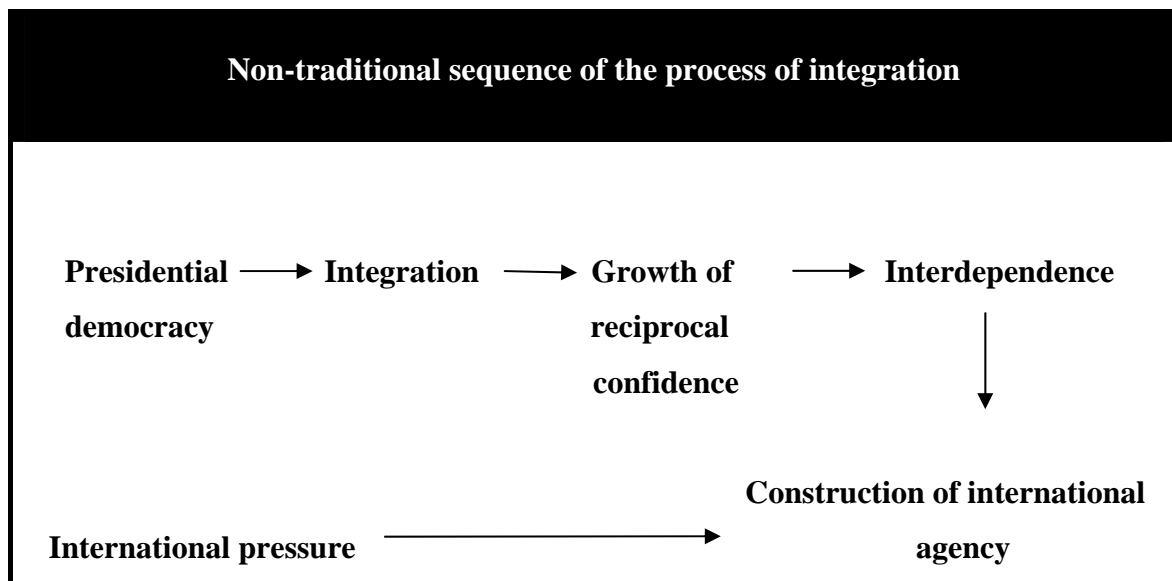 Non-traditional sequence of the process of integration
Presidential
democracy
Integration
Growth of
reciprocal
confidence
Interdependence
International pressure
Construction of international
agency